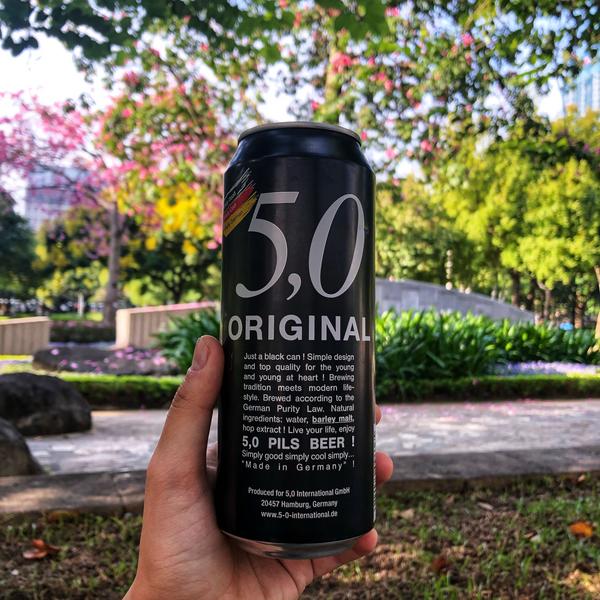 5,0
ORIGINAL
Just a black can ! Simple design
and top quality for the young
and young at heart ! Brewing
tradition meets modern life-
style. Brewed according to the
German Purity Law. Natural
ingredients: water, barley malt,
hop extract ! Live your life, enjoy
5,0 PILS BEER !
Simply good simply cool simply...
"Made in Germany" !
Produced for 5,0 International GmbH
20457 Hamburg, Germany
www.5-0-international.de